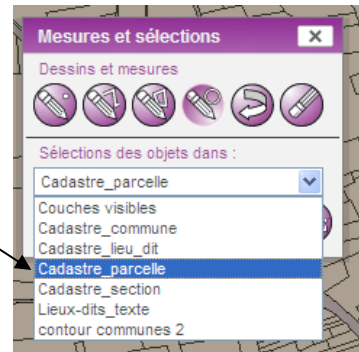 Mesures et sélections
Dessins et mesures
Sélections des objets dans :
Cadastre_parcelle
Couches visibles
Cadastre_commune
Cadastre_lieu_dit
Cadastre_parcelle
Cadastre_section
Lieux-dits_texte
contour communes 2